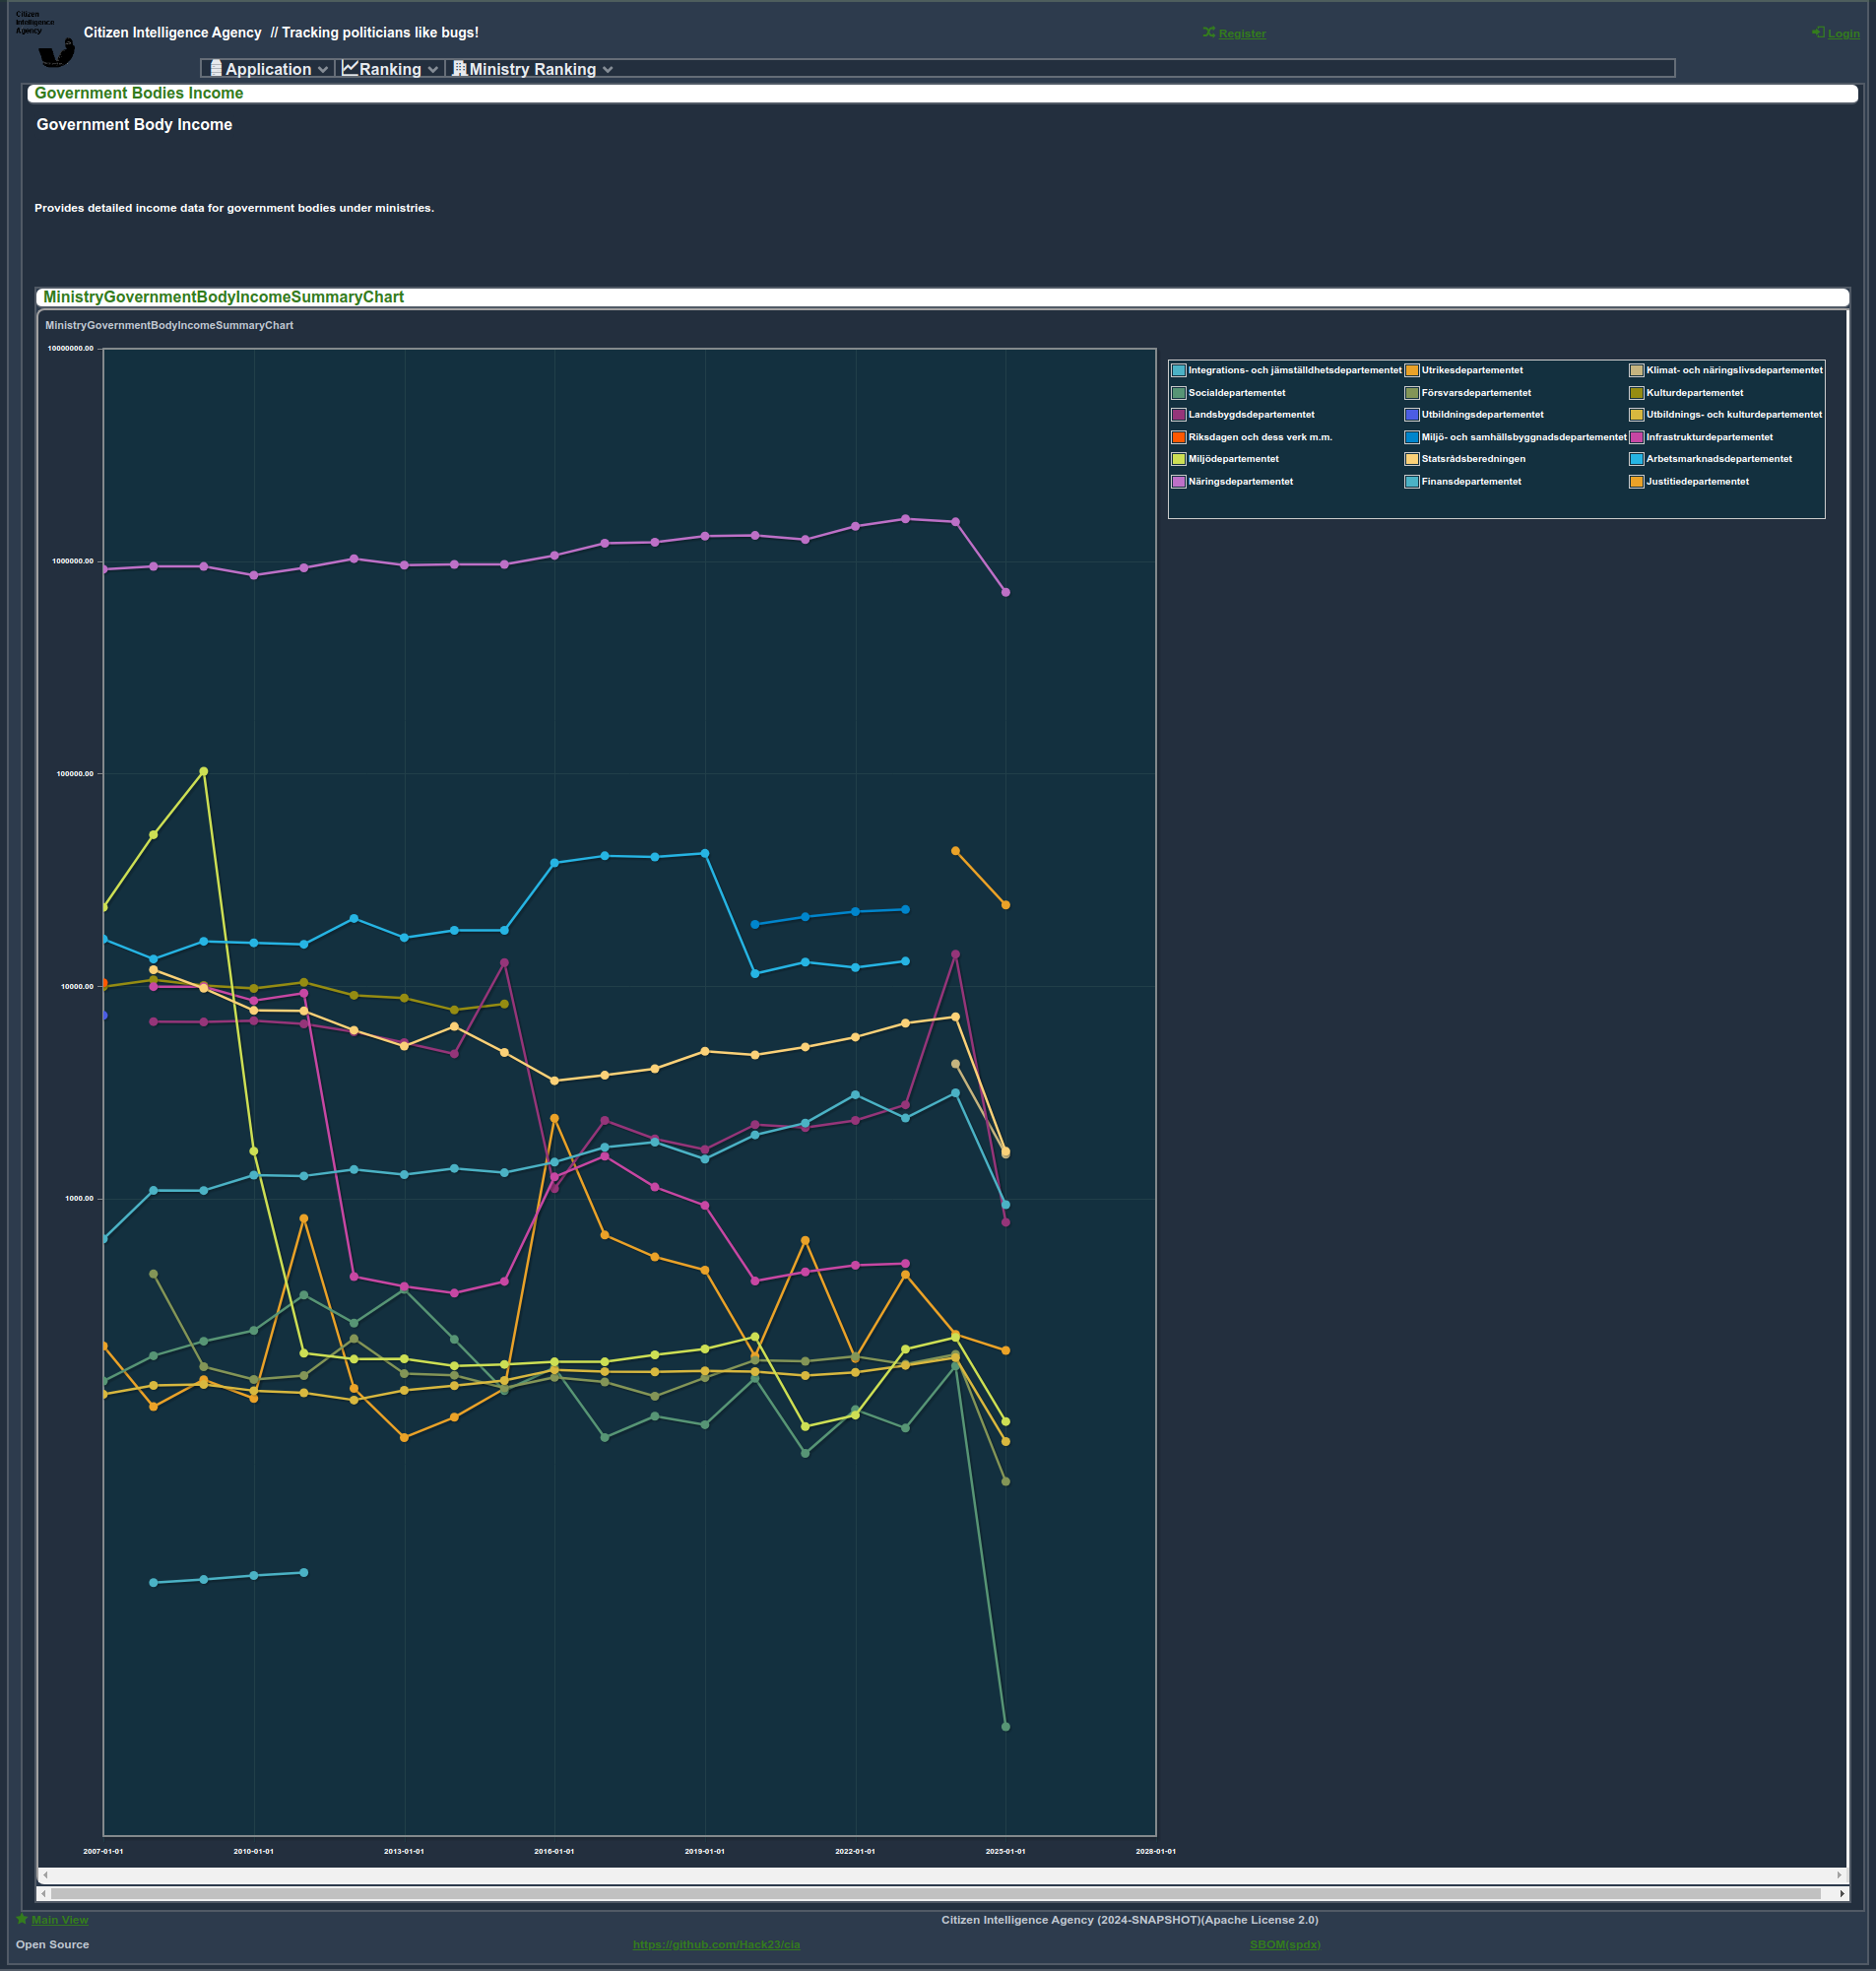 Citizen
Intelligence
Agency
Citizen Intelligence Agency // Tracking politicians like bugs!
Register
Login
Application
Ranking
Ministry Ranking
Government Bodies Income
Government Body Income
Provides detailed income data for government bodies under ministries.
MinistryGovernmentBodyIncomeSummaryChart
MinistryGovernmentBodyIncomeSummaryChart
10000000.00
1000000.00
100000.00
10000.00
1000.00
2007-01-01
2010-01-01
2013-01-01
2016-01-01
2019-01-01
2022-01-01
2025-01-01
2028-01-01
Integrations- och jämställdhetsdepartementet
Utrikesdepartementet
Klimat- och näringslivsdepartementet
Socialdepartementet
Försvarsdepartementet
Kulturdepartementet
Landsbygdsdepartementet
Utbildningsdepartementet
Utbildnings- och kulturdepartementet
Riksdagen och dess verk m.m.
Miljö- och samhällsbyggnadsdepartementet
Infrastrukturdepartementet
Miljödepartementet
Statsrådsberedningen
Arbetsmarknadsdepartementet
Näringsdepartementet
Finansdepartementet
Justitiedepartementet
Main View
Citizen Intelligence Agency (2024-SNAPSHOT)(Apache License 2.0)
Open Source
https://github.com/Hack23/cia
SBOM(spdx)